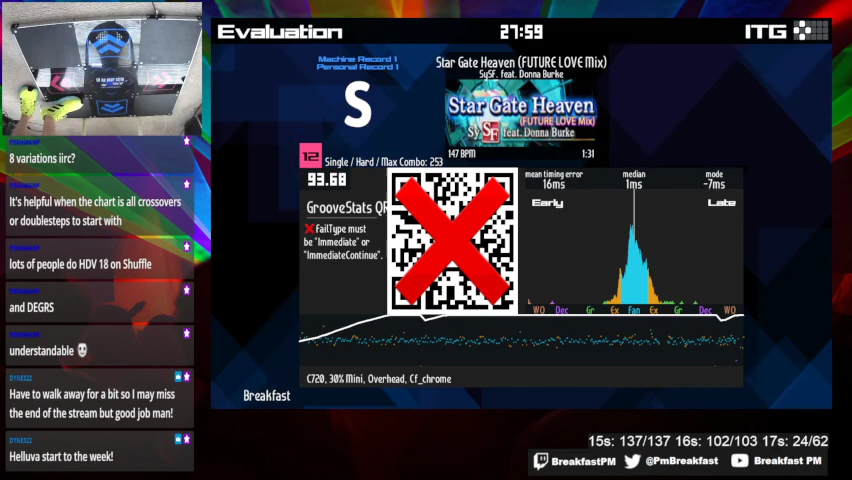 Evaluation
27:59
ITG
Machine Record 1
Personal Record 1
S
Star Gate Heaven (FUTURE LOVE Mix)
SySF. feat. Donna Burke
Star Gate Heaven
(FUTURE LOVE Mix)
Sy SF feat. Donna Burke
147 BPM
1:31
12
Single / Hard / Max Combo: 253
93.68
GrooveStats QR
failType must
be "Immediate" or
"ImmediateContinue".
mean timing error
16ms
median
1ms
mode
-7ms
Early
Late
WO Dec Gr Ex Fan Ex Gr Dec WO
C720, 30% Mini, Overhead, Cf_chrome
Breakfast
8 variations iirc?
It's helpful when the chart is all crossovers
or doublesteps to start with
lots of people do HDV 18 on Shuffle
and DEGRS
understandable
Have to walk away for a bit so I may miss
the end of the stream but good job man!
Helluva start to the week!
15s: 137/137 16s: 102/103 17s: 24/62
BreakfastPM
@PmBreakfast
Breakfast PM